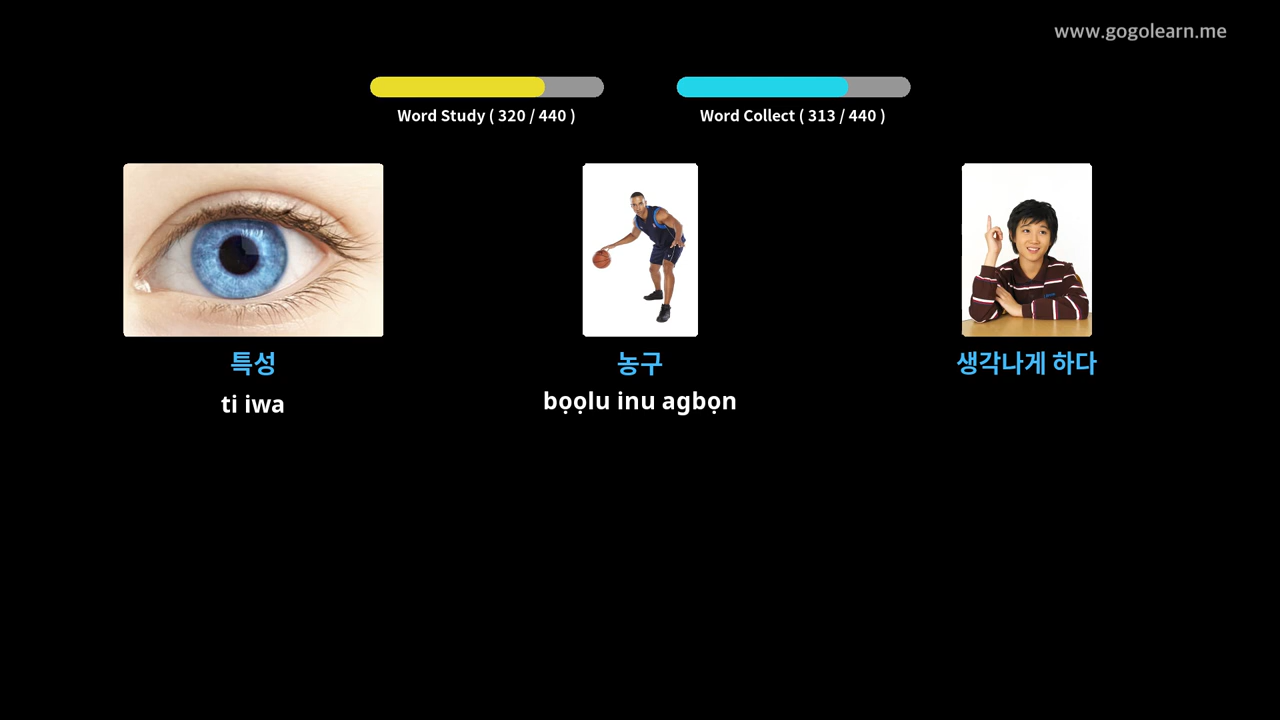 www.gogolearn.me
Word Study ( 320 / 440 )
Word Collect ( 313 / 440 )
특성
ti iwa
농구
bọọlu inu agbọn
생각나게 하다